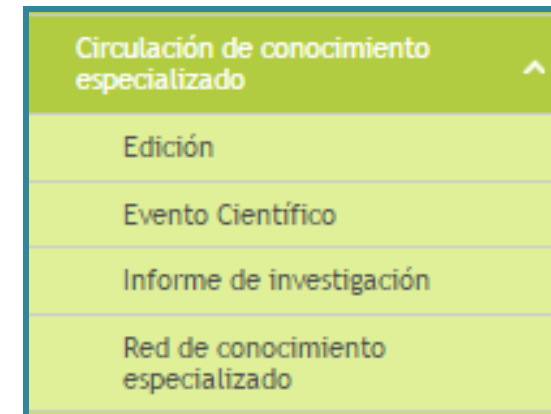 Circulación de conocimiento
especializado
Edición
Evento Científico
Informe de investigación
Red de conocimiento
especializado